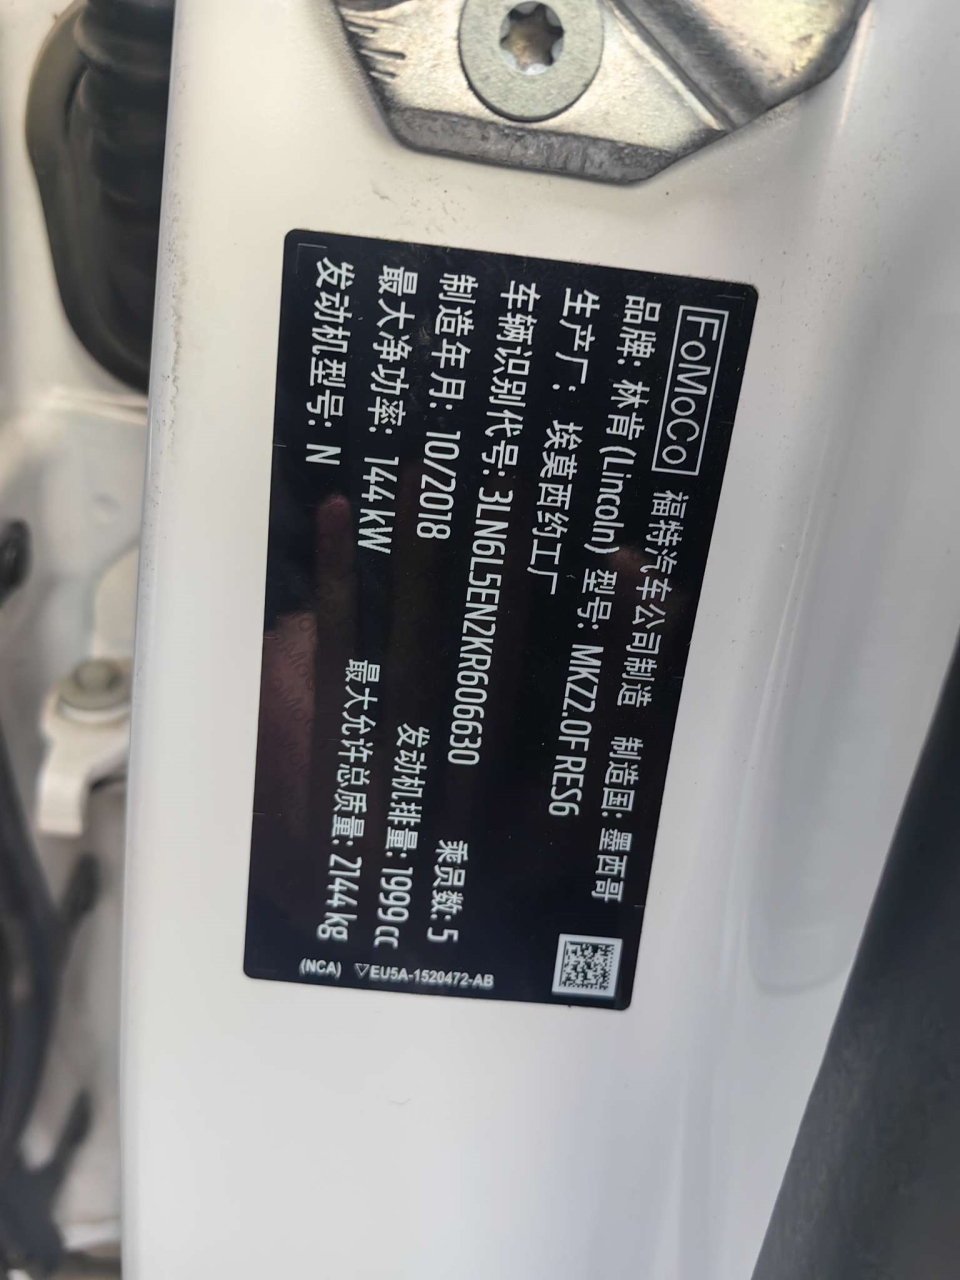 FoMoCo 福特汽车公司制造 制造国: 墨西哥
品牌: 林肯 (Lincoln) 型号: MKZ2.0FRES6
生产厂: 埃莫西约工厂
车辆识别代号: 3LN6L5EN2KR606630
制造年月: 10/2018 乘员数: 5
最大净功率: 144 kW 发动机排量: 1999 cc
发动机型号: N 最大允许总质量: 2144 kg
(NCA) ▽EU5A-1520472-AB